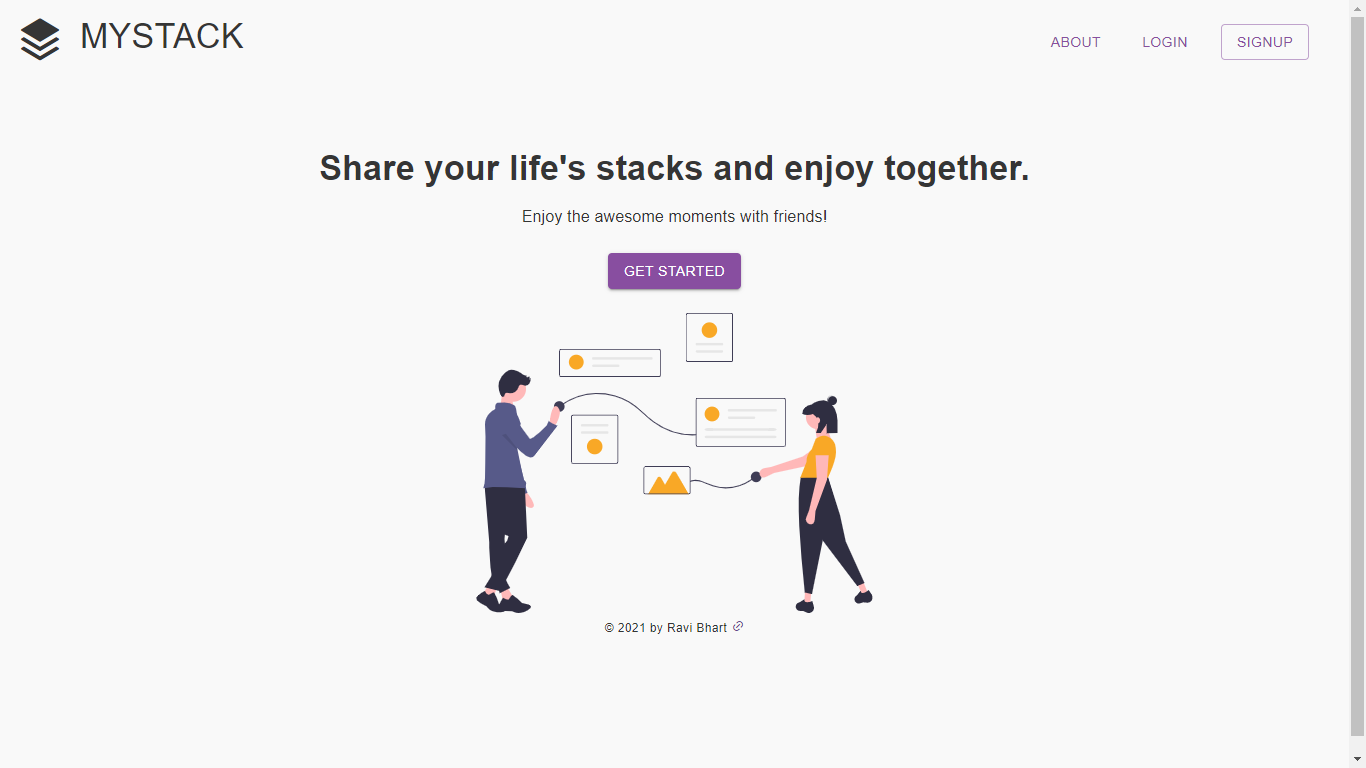 MYSTACK
ABOUT LOGIN SIGNUP
Share your life's stacks and enjoy together.
Enjoy the awesome moments with friends!
GET STARTED
© 2021 by Ravi Bhart